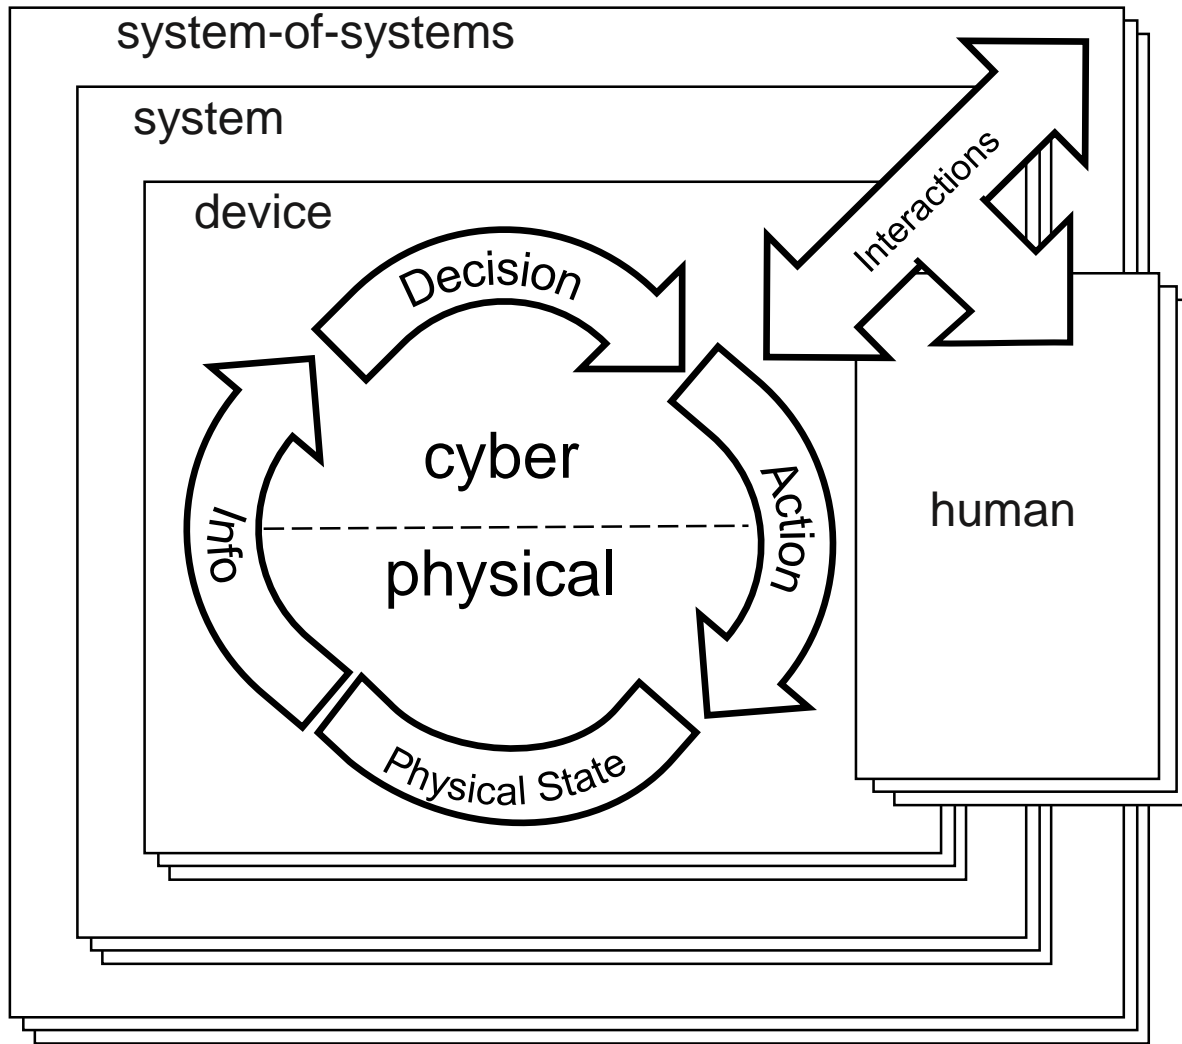 system-of-systems
system
device
Interactions
Decision
cyber
Info
Action
human
physical
Physical State